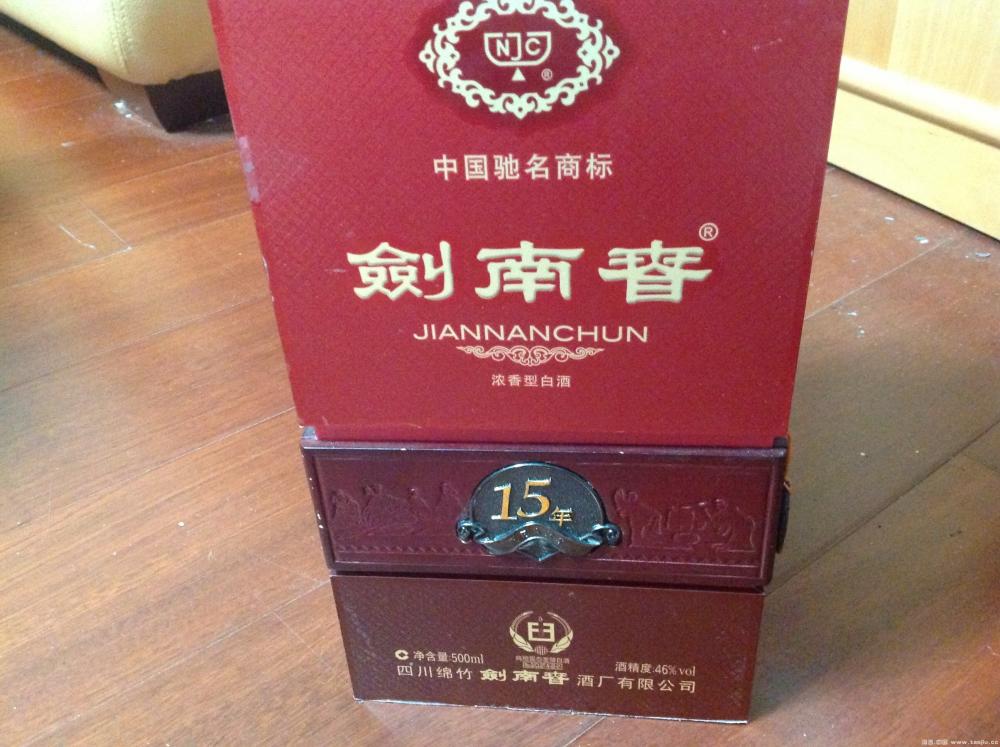 NJC
®
中国驰名商标
劍南春®
JIANNANCHUN
浓香型白酒
15年
净含量:500ml
酒精度:46%vol
四川绵竹劍南春酒厂有限公司